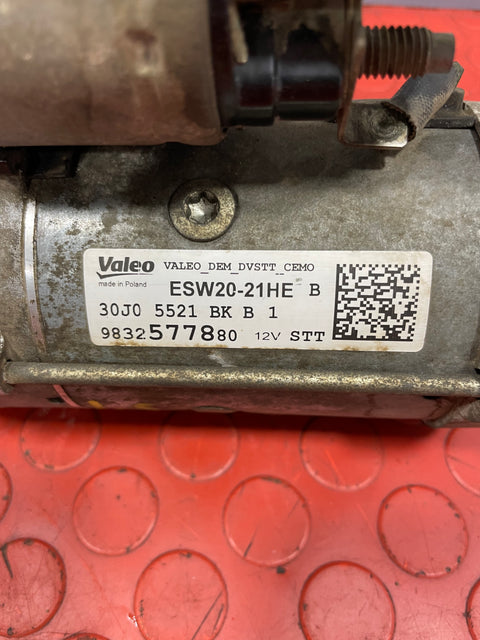 Valeo VALEO_DEM_DVSTT_CEMO
made in Poland
ESW20-21HE B
30J0 5521 BK B 1
9832577880 12V STT